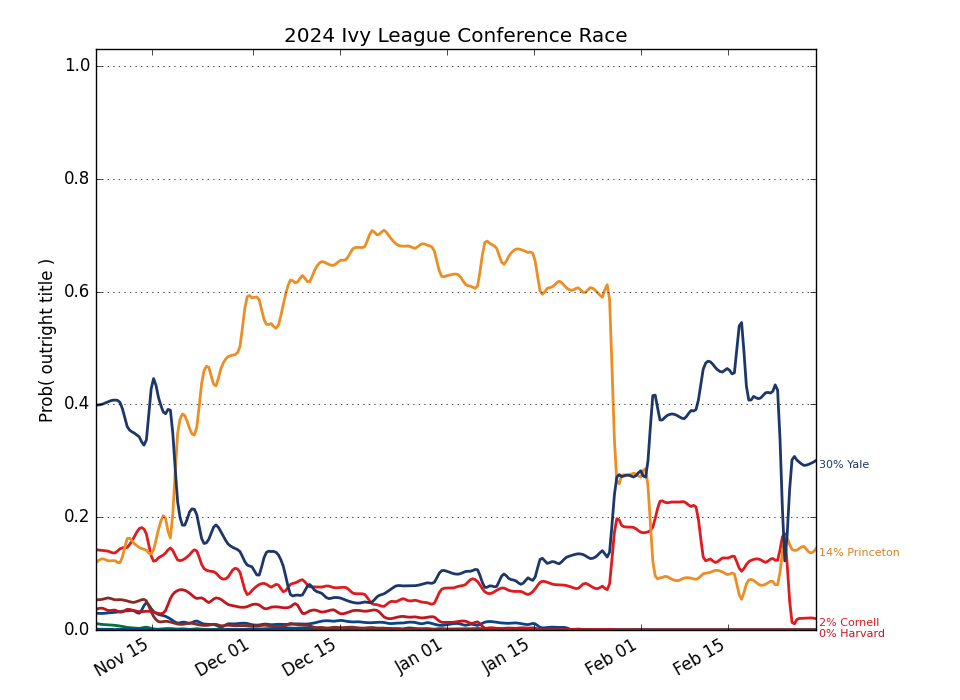 2024 Ivy League Conference Race
Prob( outright title )
1.0
0.8
0.6
0.4
0.2
0.0
30% Yale
14% Princeton
2% Cornell
0% Harvard
Nov 15
Dec 01
Dec 15
Jan 01
Jan 15
Feb 01
Feb 15